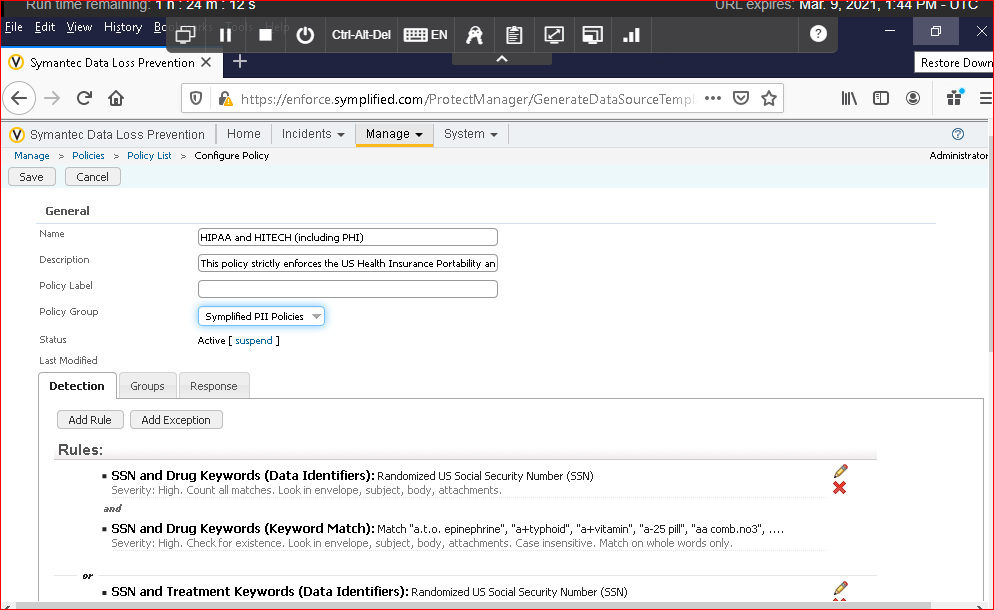 Run time remaining: 1 h : 24 m : 12 s
URL expires: Mar. 9, 2021, 1:44 PM - UTC
File Edit View History
Ctrl-Alt-Del EN
Symantec Data Loss Prevention
Restore Down
https://enforce.symplified.com/ProtectManager/GenerateDataSourceTempl
Symantec Data Loss Prevention Home Incidents Manage System
Manage > Policies > Policy List > Configure Policy Administrator
Save Cancel
General
Name HIPAA and HITECH (including PHI)
Description This policy strictly enforces the US Health Insurance Portability an
Policy Label
Policy Group Symplified PII Policies
Status Active [ suspend ]
Last Modified
Detection Groups Response
Add Rule Add Exception
Rules:
SSN and Drug Keywords (Data Identifiers): Randomized US Social Security Number (SSN)
Severity: High. Count all matches. Look in envelope, subject, body, attachments.
and
SSN and Drug Keywords (Keyword Match): Match "a.t.o. epinephrine", "a+typhoid", "a+vitamin", "a-25 pill", "aa comb.no3", ....
Severity: High. Check for existence. Look in envelope, subject, body, attachments. Case insensitive. Match on whole words only.
or
SSN and Treatment Keywords (Data Identifiers): Randomized US Social Security Number (SSN)